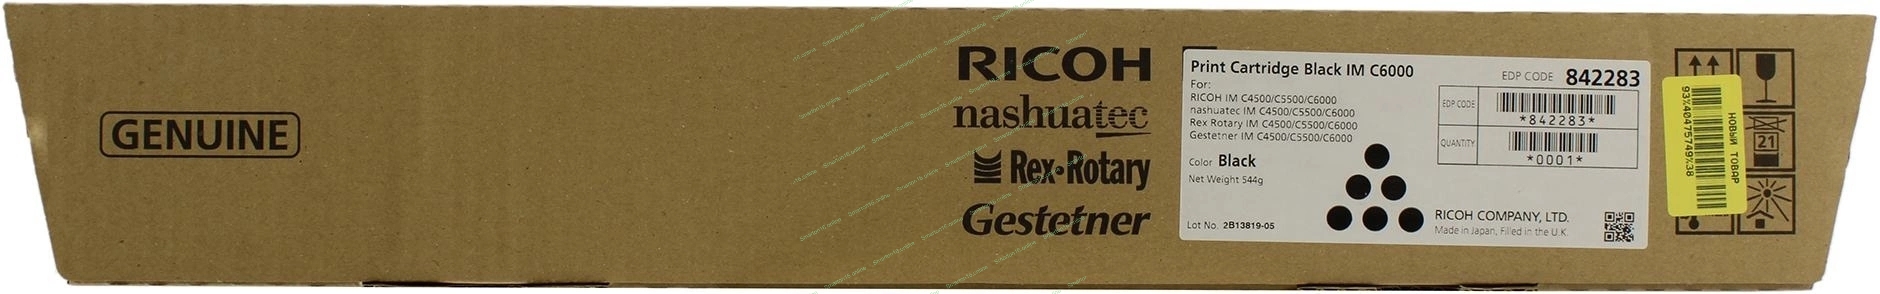 GENUINE
RICOH
nashuatec
Rex-Rotary
Gestetner
Print Cartridge Black IM C6000
EDP CODE 842283
For:
RICOH IM C4500/C5500/C6000
nashuatec IM C4500/C5500/C6000
Rex Rotary IM C4500/C5500/C6000
Gestetner IM C4500/C5500/C6000
EDP CODE
*842283*
QUANTITY
*0001*
Color Black
Net Weight 544g
Lot No. 2B13819-05
RICOH COMPANY, LTD.
Made in Japan, Filled in the U.K.
НОВЫЙ ТОВАР
93%40475749%38
21